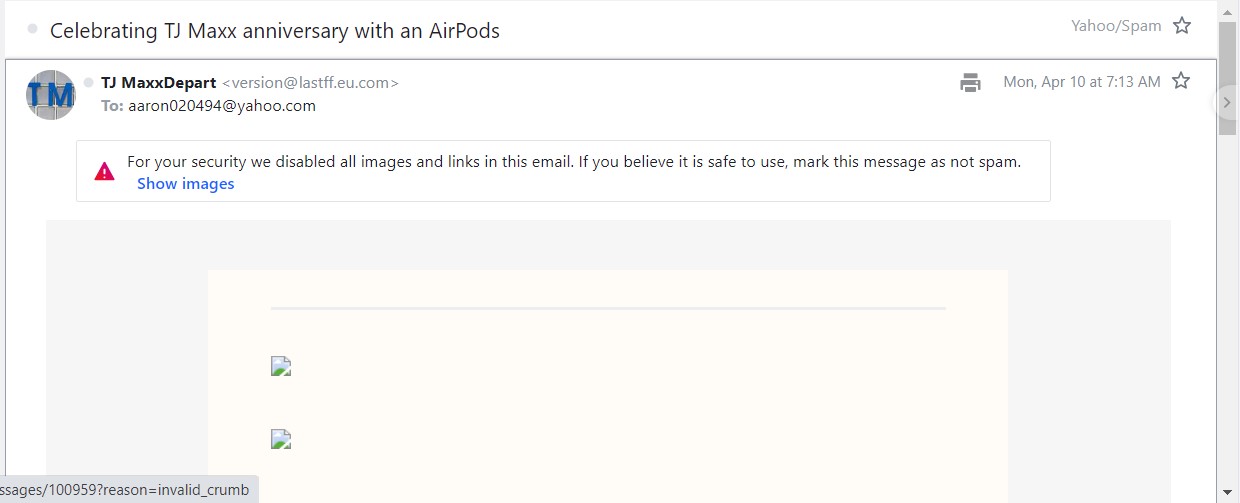 Celebrating TJ Maxx anniversary with an AirPods
Yahoo/Spam
TM
TJ MaxxDepart <version@lastff.eu.com>
Mon, Apr 10 at 7:13 AM
To: aaron020494@yahoo.com
For your security we disabled all images and links in this email. If you believe it is safe to use, mark this message as not spam.
Show images
ssages/100959?reason=invalid_crumb